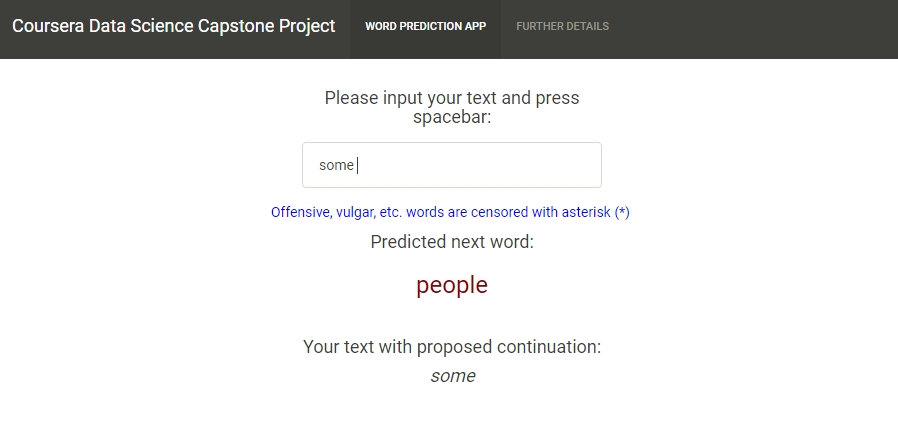 Coursera Data Science Capstone Project WORD PREDICTION APP FURTHER DETAILS
Please input your text and press
spacebar:
some
Offensive, vulgar, etc. words are censored with asterisk (*)
Predicted next word:
people
Your text with proposed continuation:
some